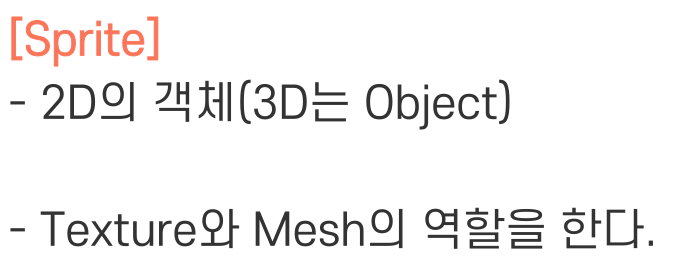 [Sprite]
- 2D의 객체(3D는 Object)
- Texture와 Mesh의 역할을 한다.